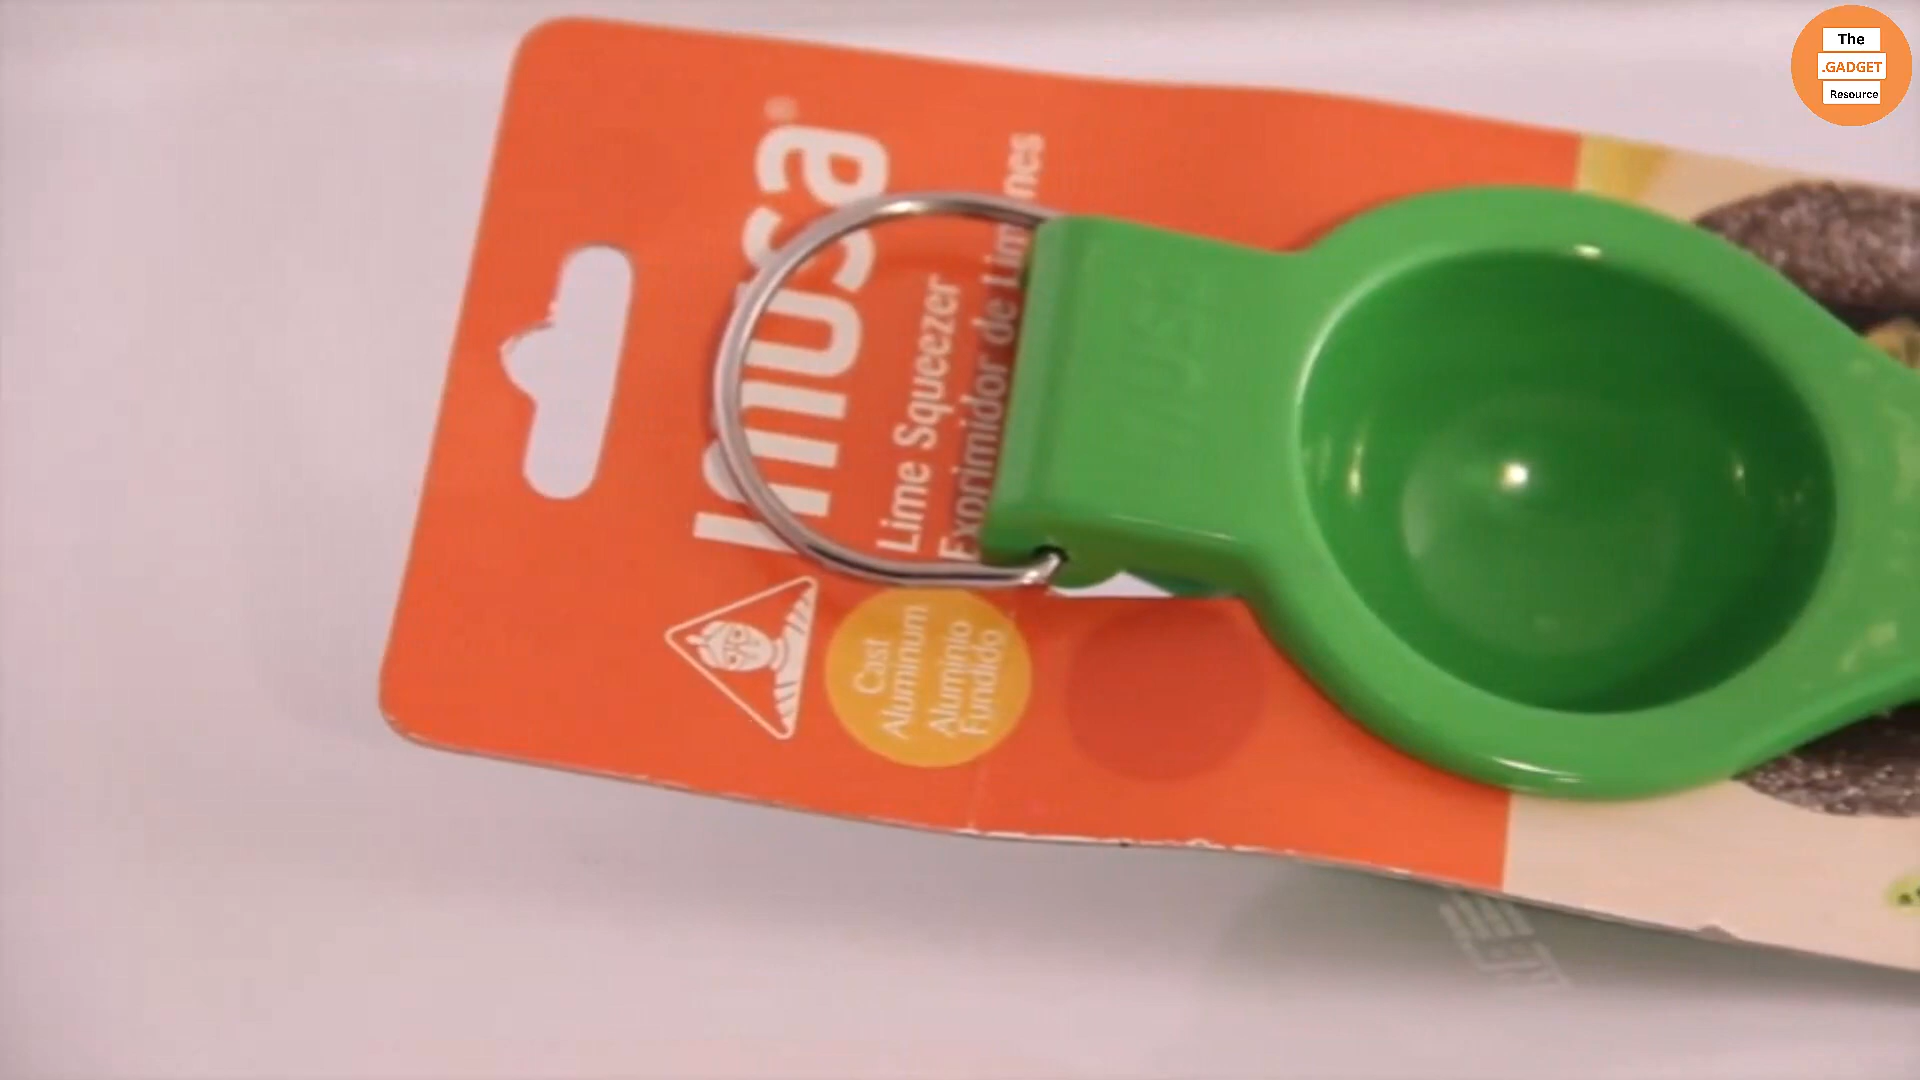 The
.GADGET
Resource
Imusa®
Lime Squeezer
Exprimidor de Limones
Cast
Aluminum
Aluminio
Fundido